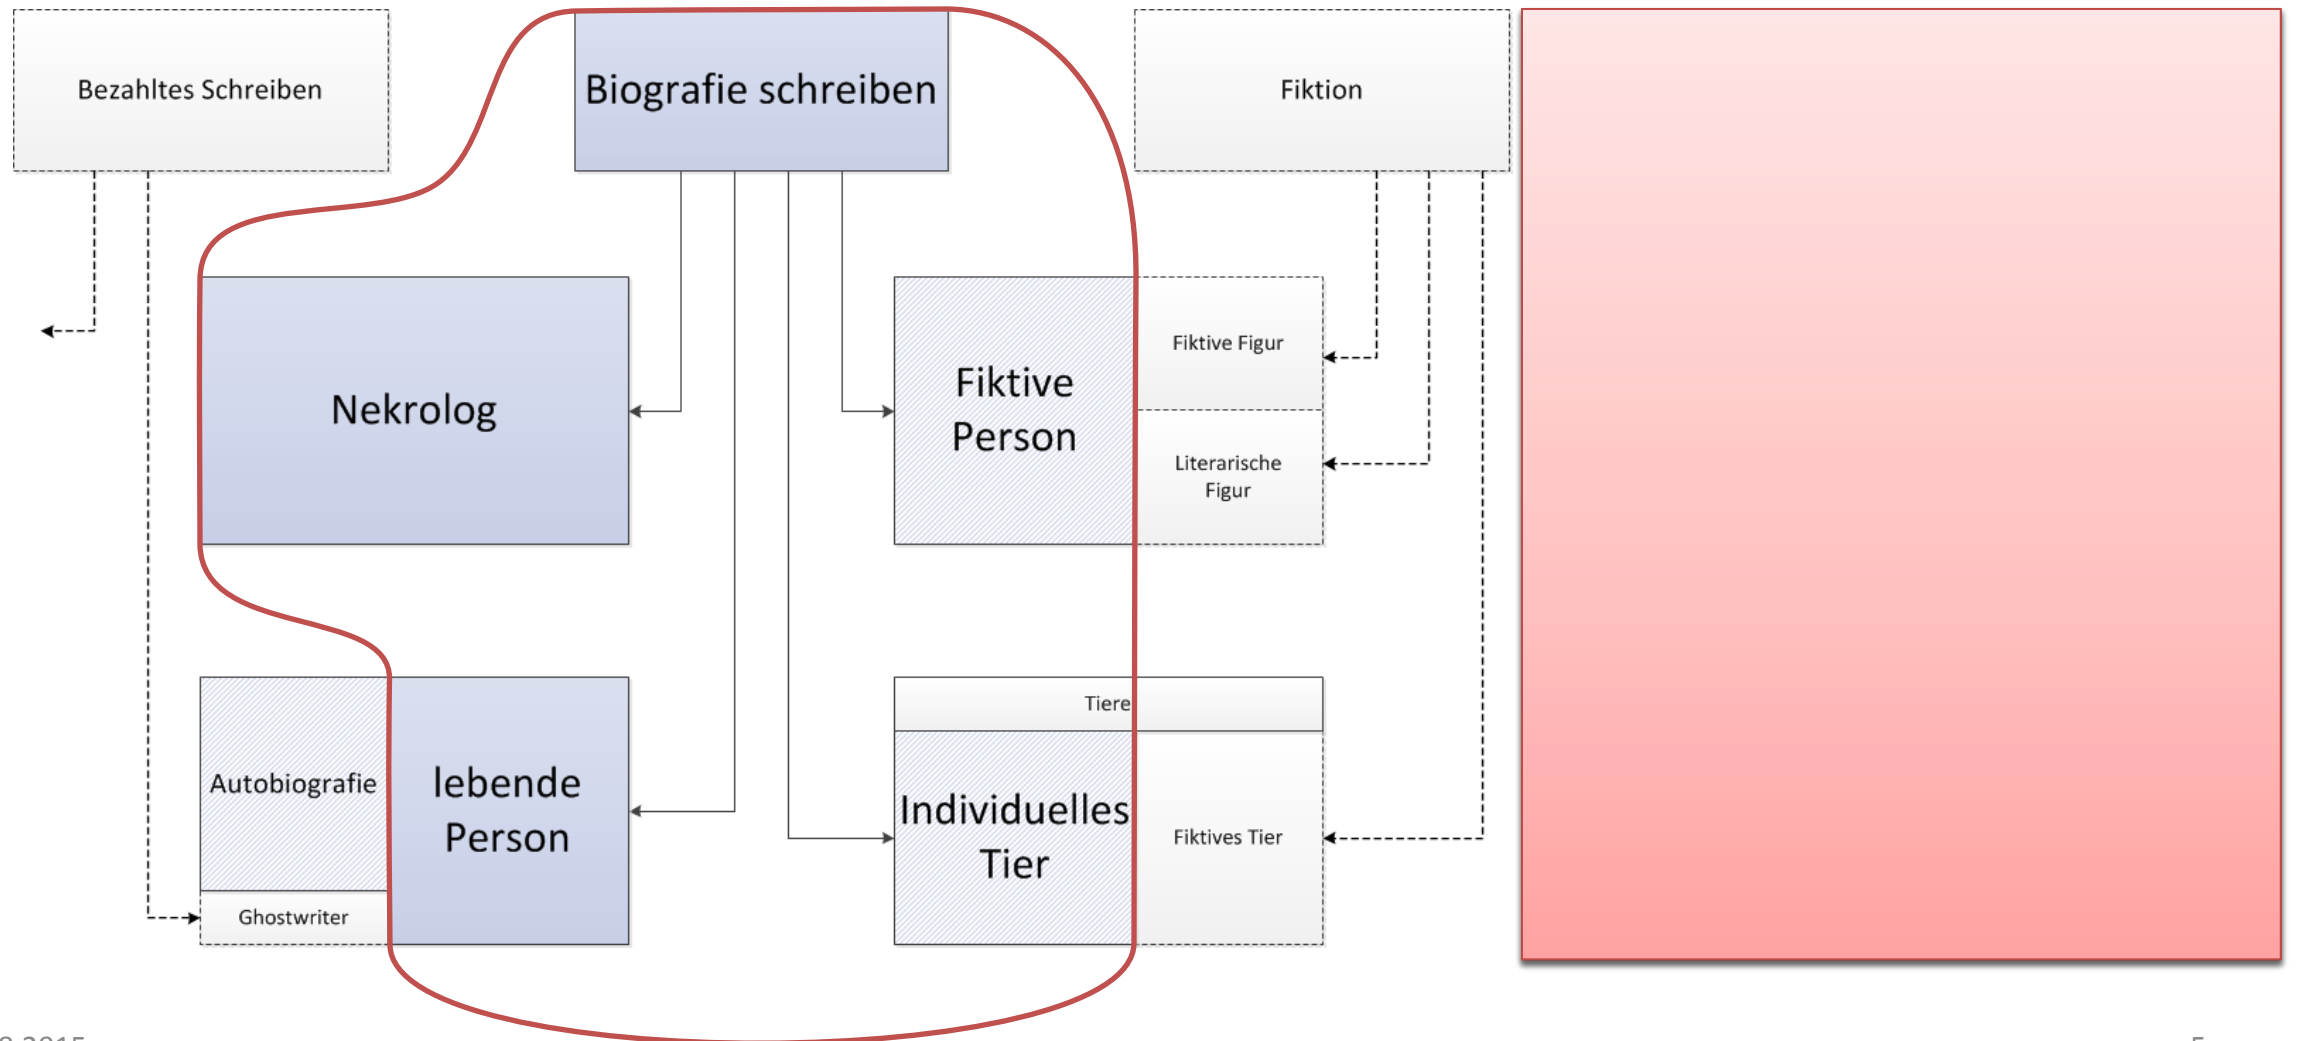 Bezahltes Schreiben
Biografie schreiben
Fiktion
Nekrolog
Fiktive
Person
Fiktive Figur
Literarische
Figur
Autobiografie
Ghostwriter
lebende
Person
Tiere
Individuelles
Tier
Fiktives Tier